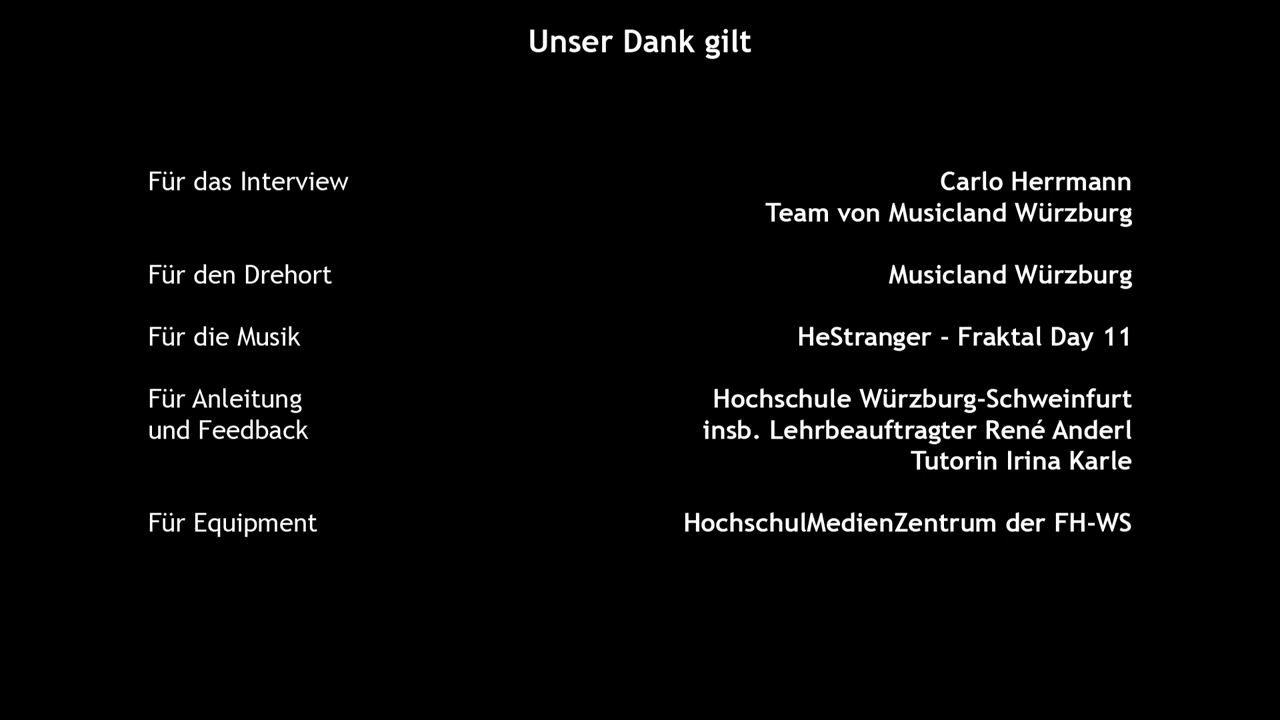 Unser Dank gilt
Für das Interview Carlo Herrmann
Team von Musicland Würzburg
Für den Drehort Musicland Würzburg
Für die Musik HeStranger - Fraktal Day 11
Für Anleitung Hochschule Würzburg-Schweinfurt
und Feedback insb. Lehrbeauftragter René Anderl
Tutorin Irina Karle
Für Equipment HochschulMedienZentrum der FH-WS